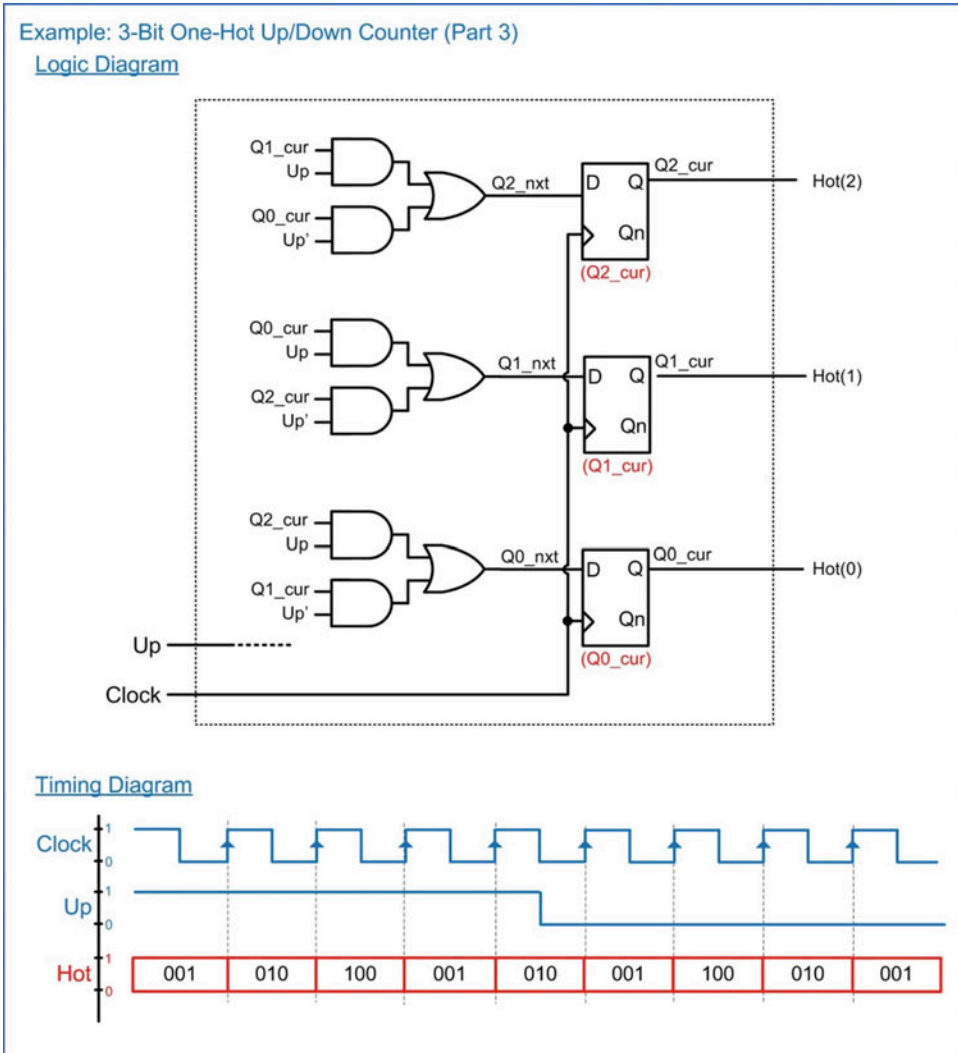 Example: 3-Bit One-Hot Up/Down Counter (Part 3)
Logic Diagram
Q1_cur
Up
Q0_cur
Up'
Q2_nxt
D Q
Qn
(Q2_cur)
Q2_cur
Hot(2)
Q0_cur
Up
Q2_cur
Up'
Q1_nxt
D Q
Qn
(Q1_cur)
Q1_cur
Hot(1)
Q2_cur
Up
Q1_cur
Up'
Q0_nxt
D Q
Qn
(Q0_cur)
Q0_cur
Hot(0)
Up
Clock
Timing Diagram
Clock 1 0
Up 1 0
Hot 1 0 001 010 100 001 010 001 100 010 001